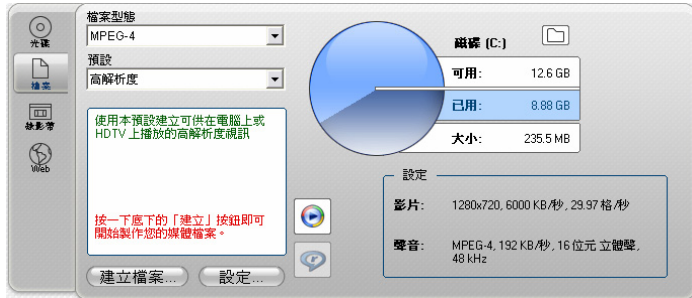 光碟
檔案
錄影帶
Web
檔案型態
MPEG-4
預設
高解析度
使用本預設建立可供在電腦上或
HDTV 上播放的高解析度視訊
按一下底下的「建立」按鈕即可
開始製作您的媒體檔案。
建立檔案...
設定...
磁碟 (C:)
可用: 12.6 GB
已用: 8.88 GB
大小: 235.5 MB
設定
影片: 1280x720, 6000 KB/秒, 29.97 格/秒
聲音: MPEG-4, 192 KB/秒, 16 位元 立體聲,
48 kHz